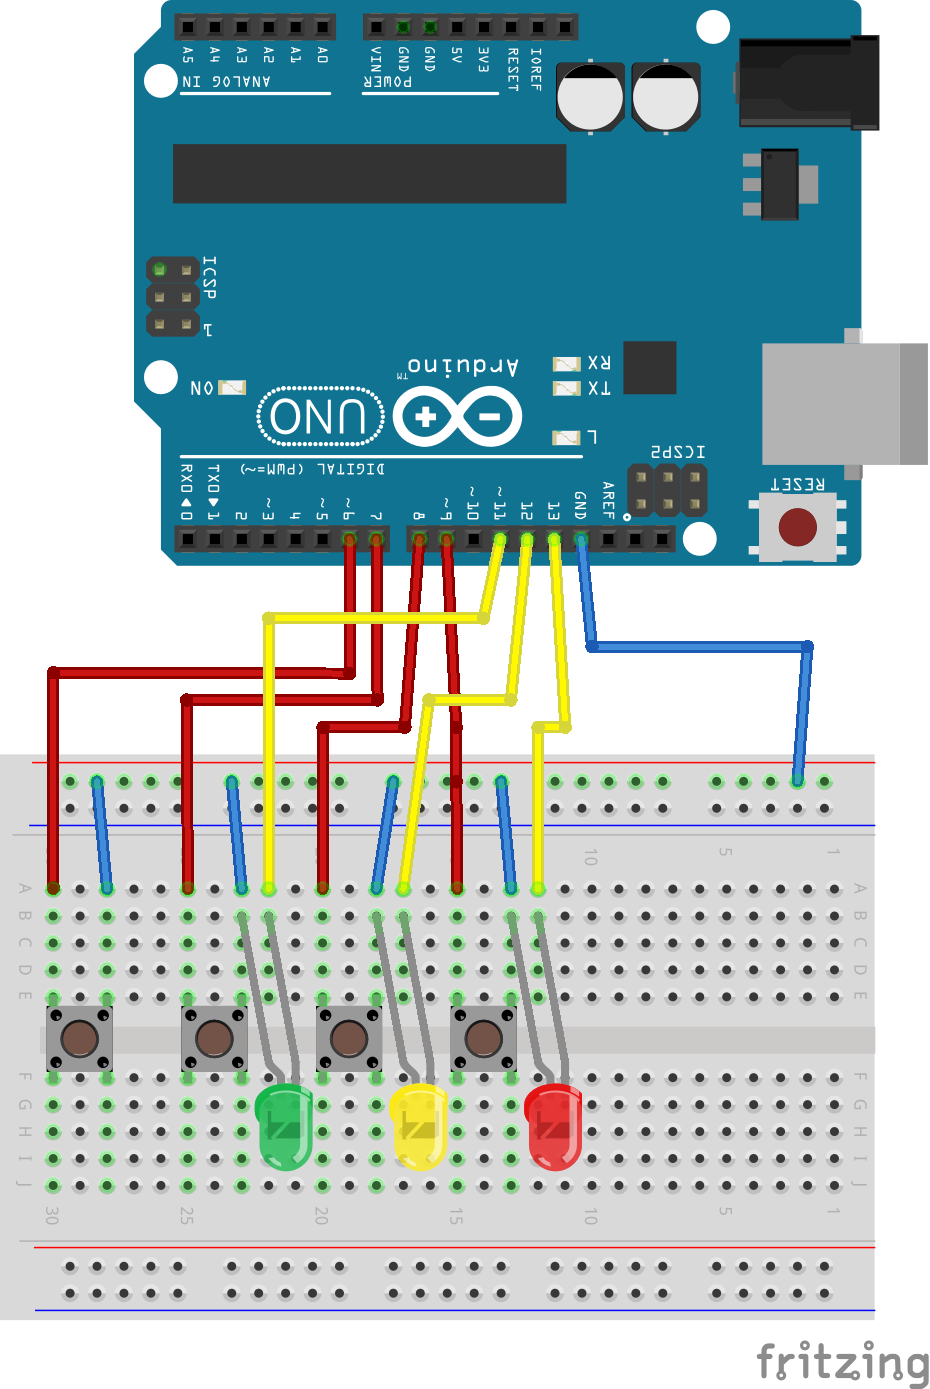 A5 A4 A3 A2 A1 A0
VIN GND GND 5V 3V3 RESET IOREF
ANALOG IN
POWER
ICSP
1
Arduino
TM
RX
TX
ON
UNO
L
ICSP2
DIGITAL (PWM=~)
RESET
RX0◀0 TX0▶1 2 ~3 4 ~5 ~6 7 8 ~9 ~10 ~11 12 13 GND AREF
10 5 1
A A
B B
C C
D D
E E
F F
G G
H H
I I
J J
30 25 20 15 10 5 1
fritzing